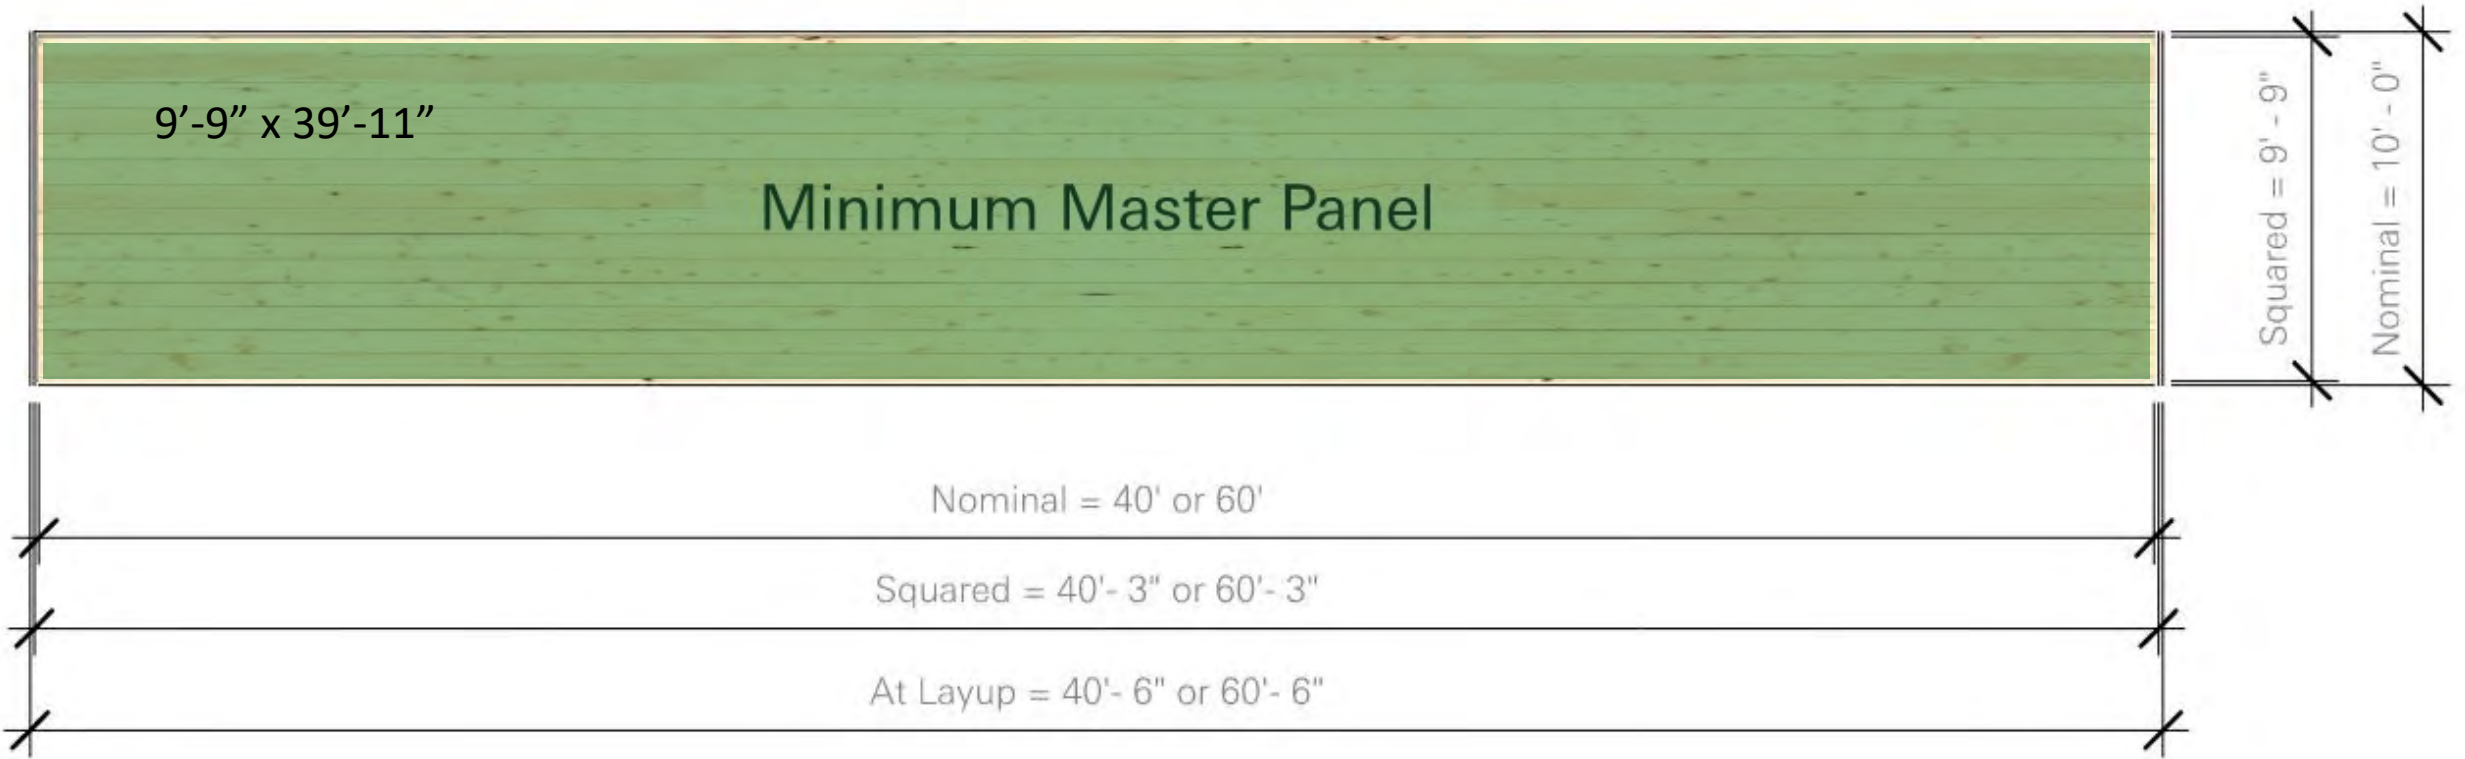 9’-9” x 39’-11”
Minimum Master Panel
Squared = 9' - 9"
Nominal = 10' - 0"
Nominal = 40' or 60'
Squared = 40'- 3" or 60'- 3"
At Layup = 40'- 6" or 60'- 6"